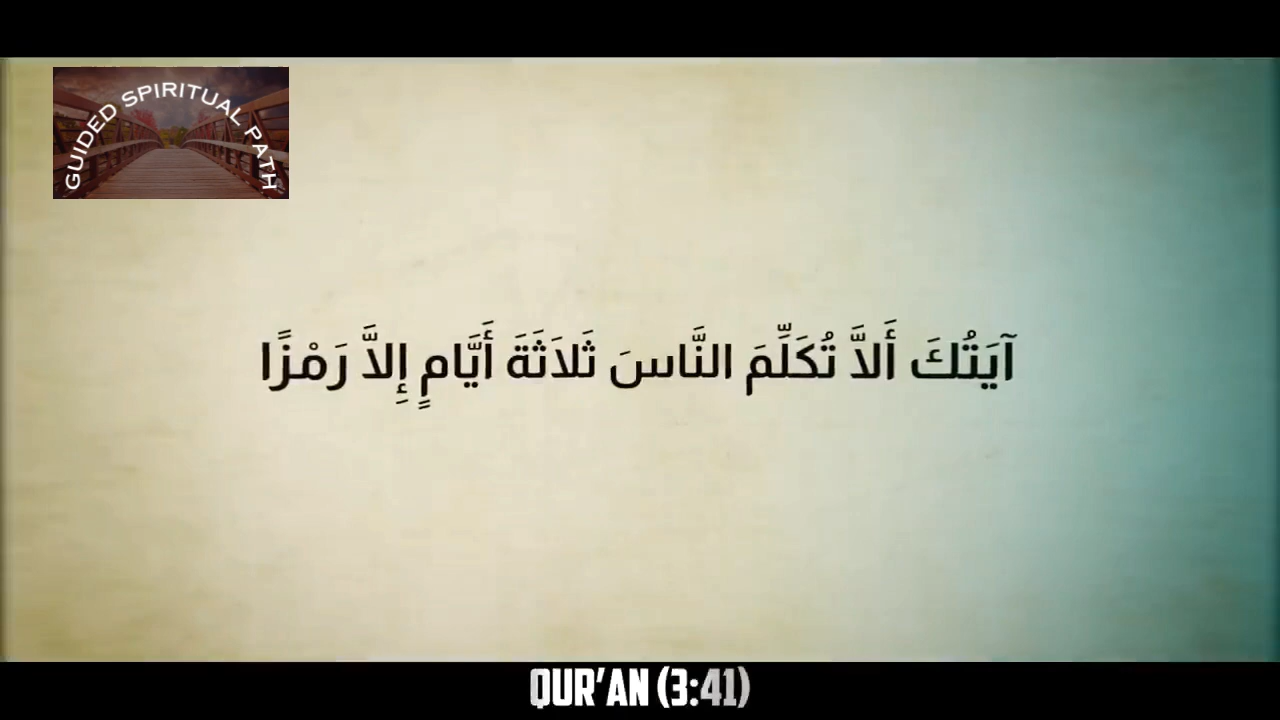 GUIDED SPIRITUAL PATH
آيَتُكَ أَلاَّ تُكَلِّمَ النَّاسَ ثَلاَثَةَ أَيَّامٍ إِلاَّ رَمْزًا
QUR'AN (3:41)